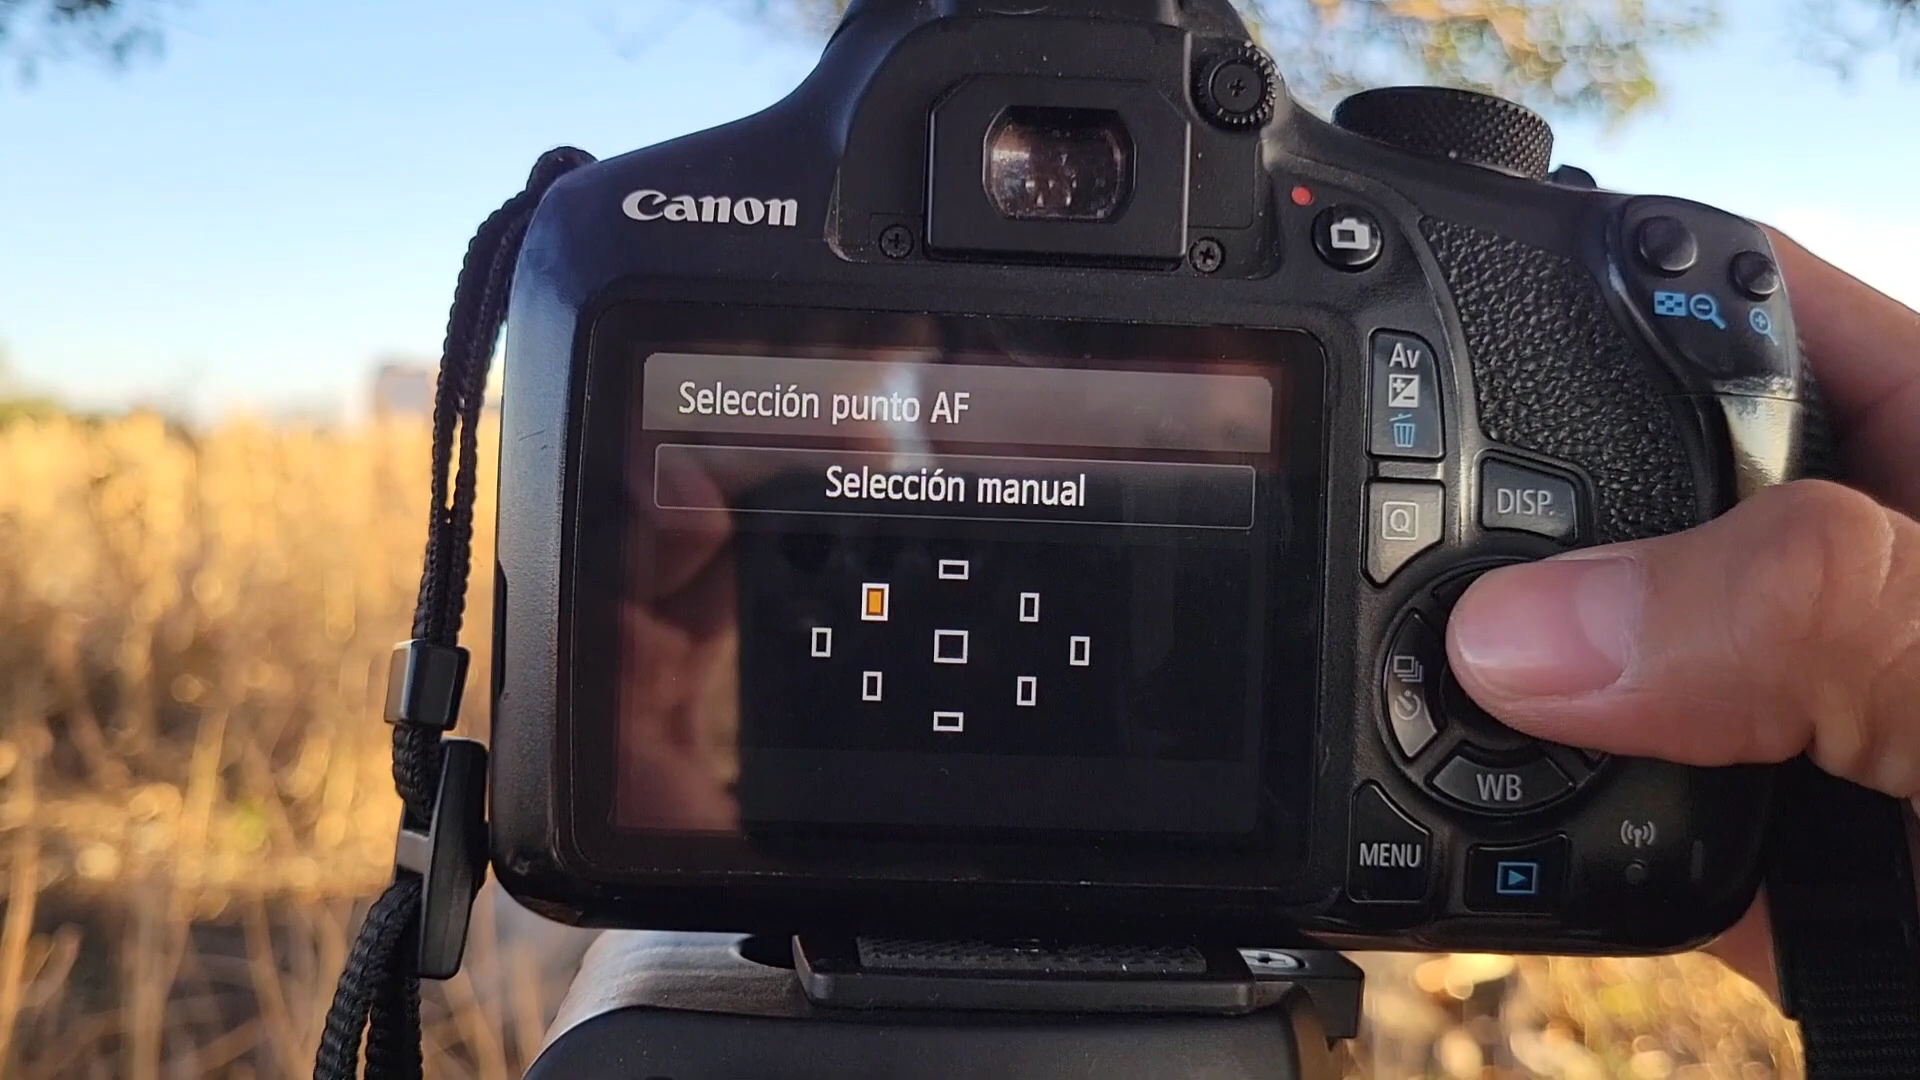 Canon
Selección punto AF
Selección manual
Av
Q
DISP.
WB
MENU